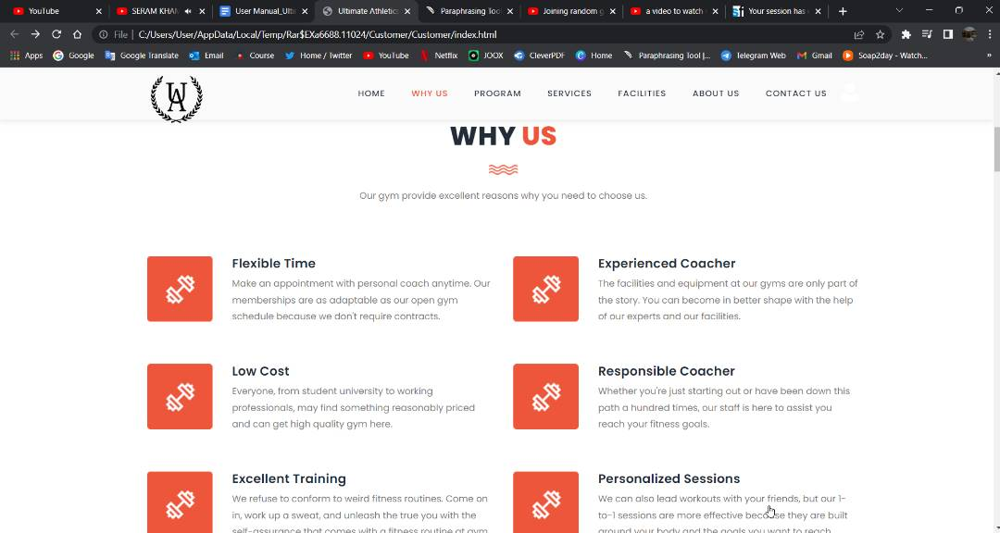 YouTube
SERAM KHAN
User Manual_Ulti
Ultimate Athletics
Paraphrasing Tool
Joining random g
a video to watch
Your session has
File | C:/Users/User/AppData/Local/Temp/Rar$EXa6688.11024/Customer/Customer/index.html
Apps Google Google Translate Email Course Home / Twitter YouTube Netflix JOOX CleverPDF Home Paraphrasing Tool |... Telegram Web Gmail Soap2day - Watch... »
UA
HOME WHY US PROGRAM SERVICES FACILITIES ABOUT US CONTACT US
WHY US
Our gym provide excellent reasons why you need to choose us.
Flexible Time
Make an appointment with personal coach anytime. Our
memberships are as adaptable as our open gym
schedule because we don't require contracts.
Experienced Coacher
The facilities and equipment at our gyms are only part of
the story. You can become in better shape with the help
of our experts and our facilities.
Low Cost
Everyone, from student university to working
professionals, may find something reasonably priced
and can get high quality gym here.
Responsible Coacher
Whether you're just starting out or have been down this
path a hundred times, our staff is here to assist you
reach your fitness goals.
Excellent Training
We refuse to conform to weird fitness routines. Come on
in, work up a sweat, and unleash the true you with the
self-assurance that comes with a fitness routine at gym
Personalized Sessions
We can also lead workouts with your friends, but our 1-
to-1 sessions are more effective because they are built
around your body and the goals you want to reach